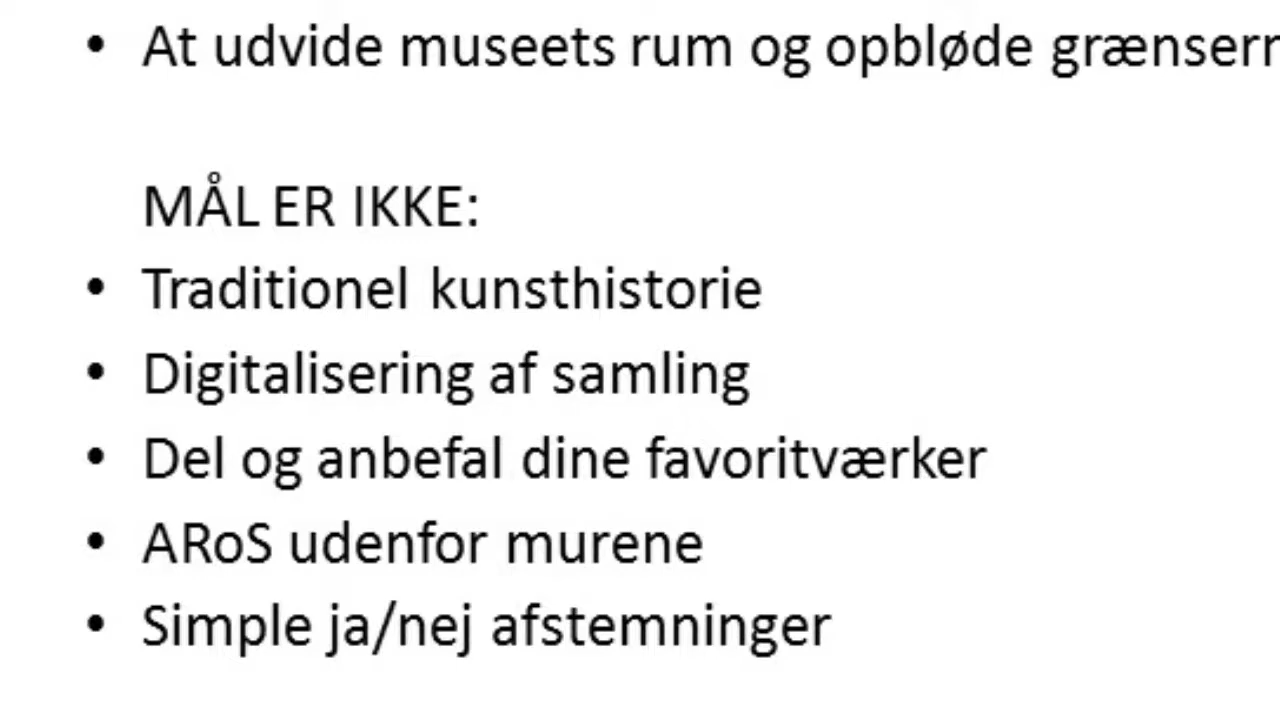 • At udvide museets rum og opbløde
MÅL ER IKKE:
• Traditionel kunsthistorie
• Digitalisering af samling
• Del og anbefal dine favoritværker
• ARoS udenfor murene
• Simple ja/nej afstemninger